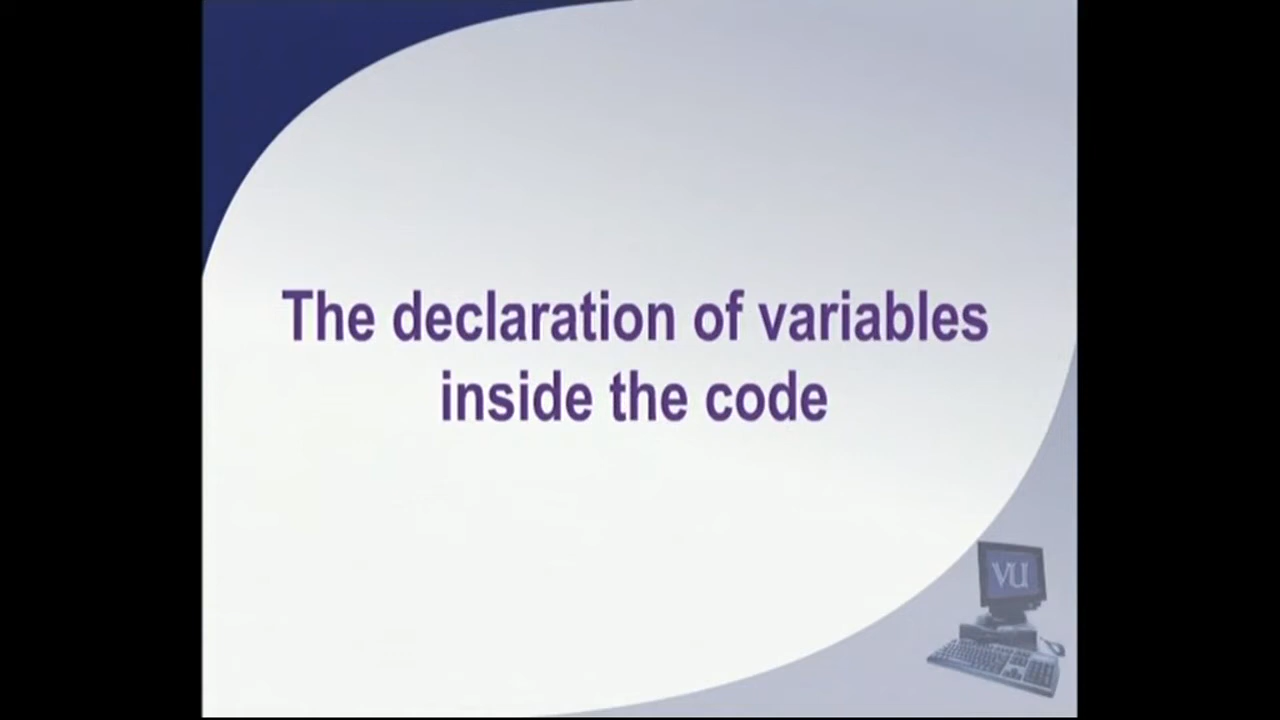 The declaration of variables
inside the code
VU